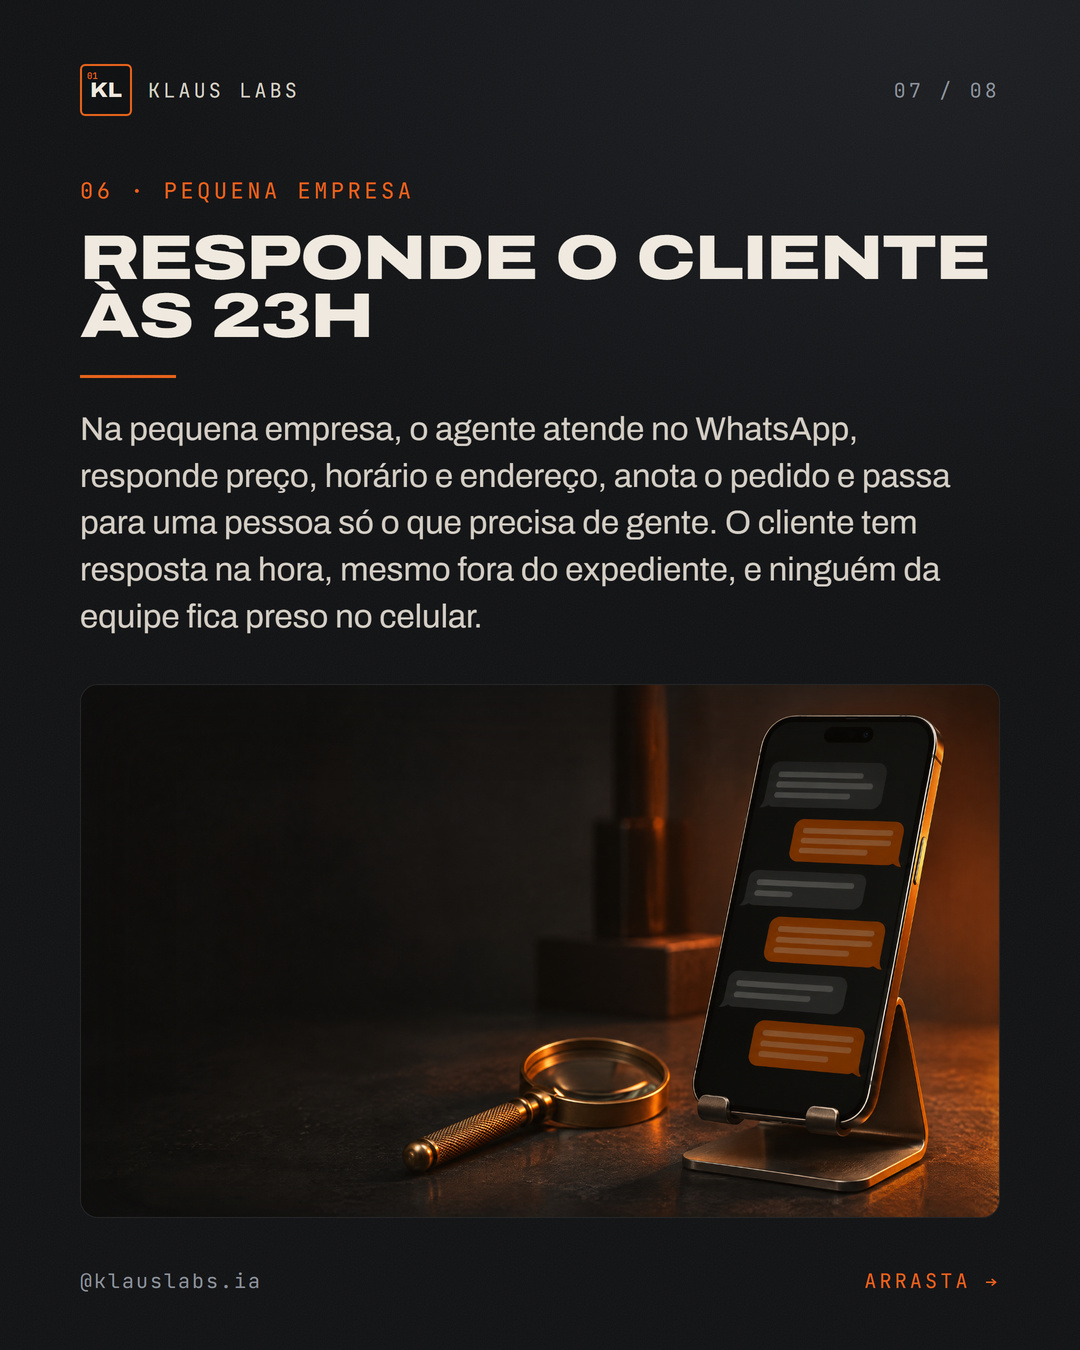 01
KL
KLAUS LABS
07 / 08
06 · PEQUENA EMPRESA
RESPONDE O CLIENTE
ÀS 23H
Na pequena empresa, o agente atende no WhatsApp,
responde preço, horário e endereço, anota o pedido e passa
para uma pessoa só o que precisa de gente. O cliente tem
resposta na hora, mesmo fora do expediente, e ninguém da
equipe fica preso no celular.
@klauslabs.ia
ARRASTA →